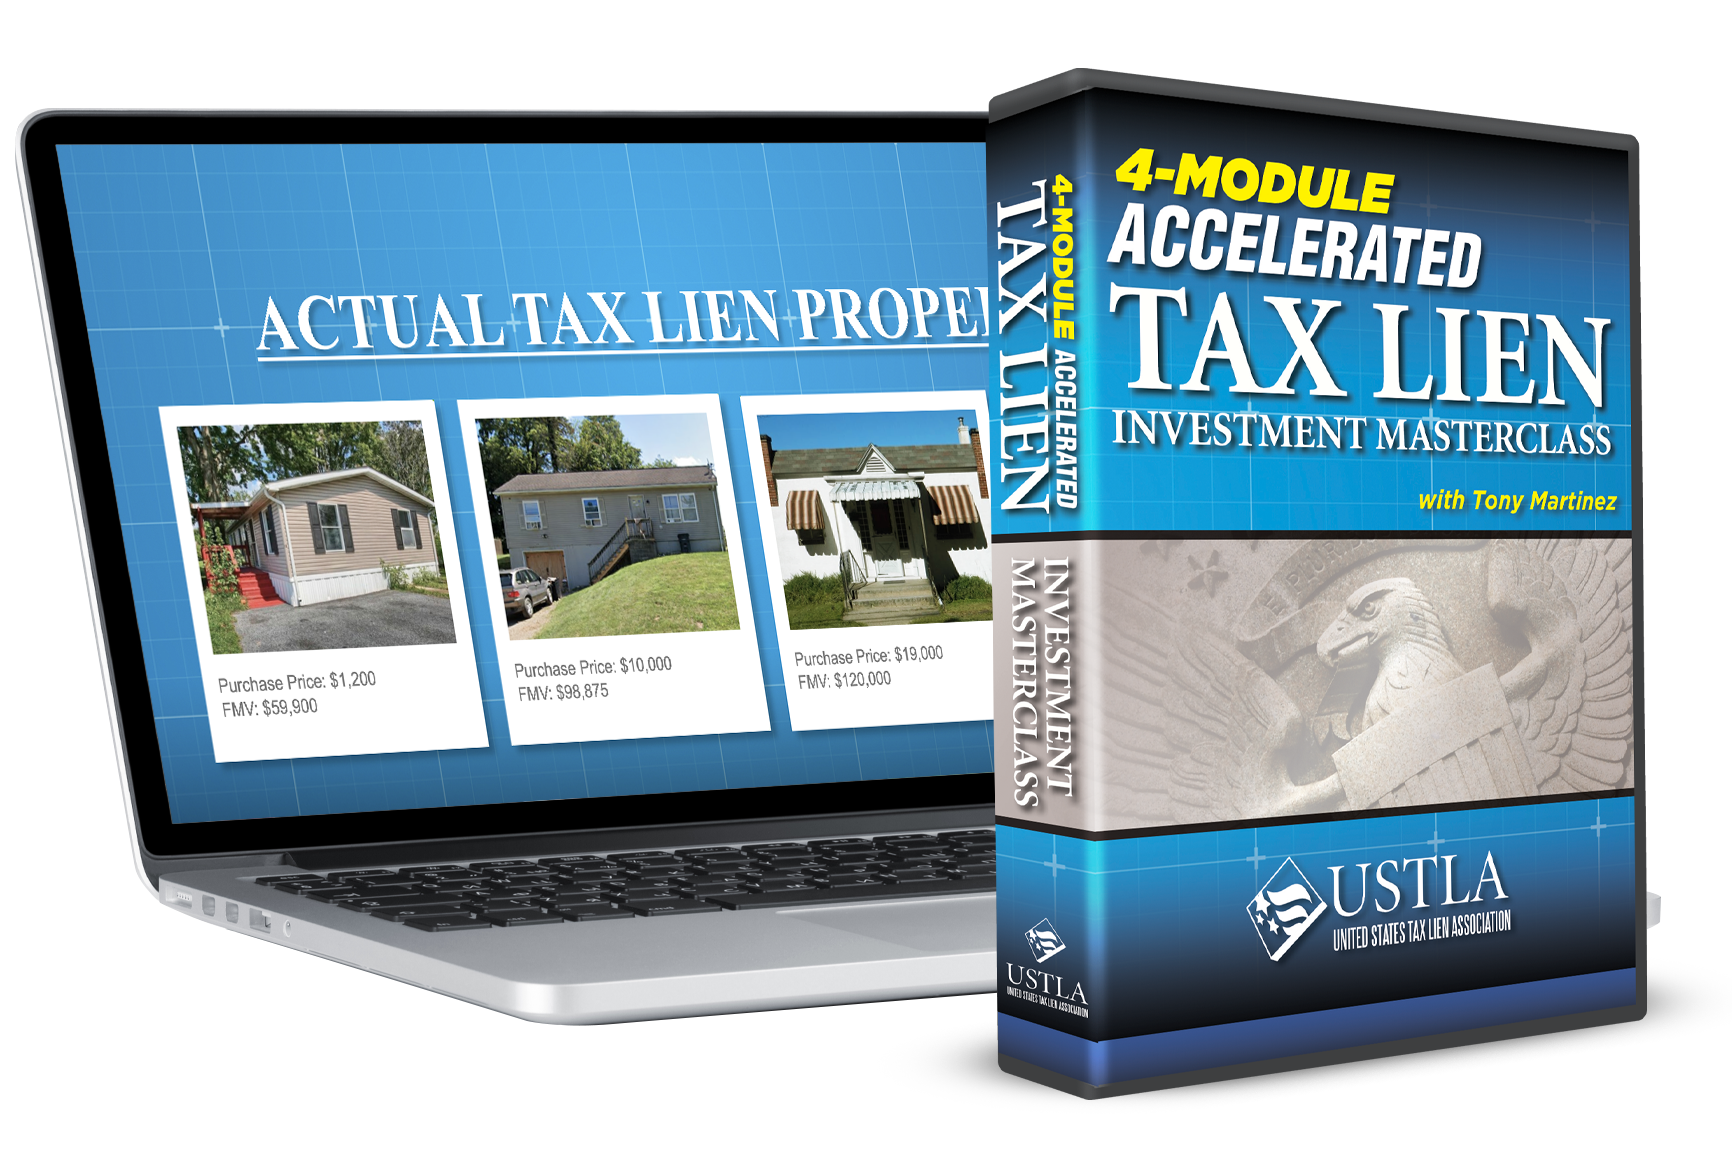 ACTUAL TAX LIEN PROPE
Purchase Price: $1,200
FMV: $59,900
Purchase Price: $10,000
FMV: $98,875
Purchase Price: $19,000
FMV: $120,000
4-MODULE ACCELERATED
TAX LIEN
INVESTMENT
MASTERCLASS
USTLA
UNITED STATES TAX LIEN ASSOCIATION
4-MODULE
ACCELERATED
TAX LIEN
INVESTMENT MASTERCLASS
with Tony Martinez
USTLA
UNITED STATES TAX LIEN ASSOCIATION